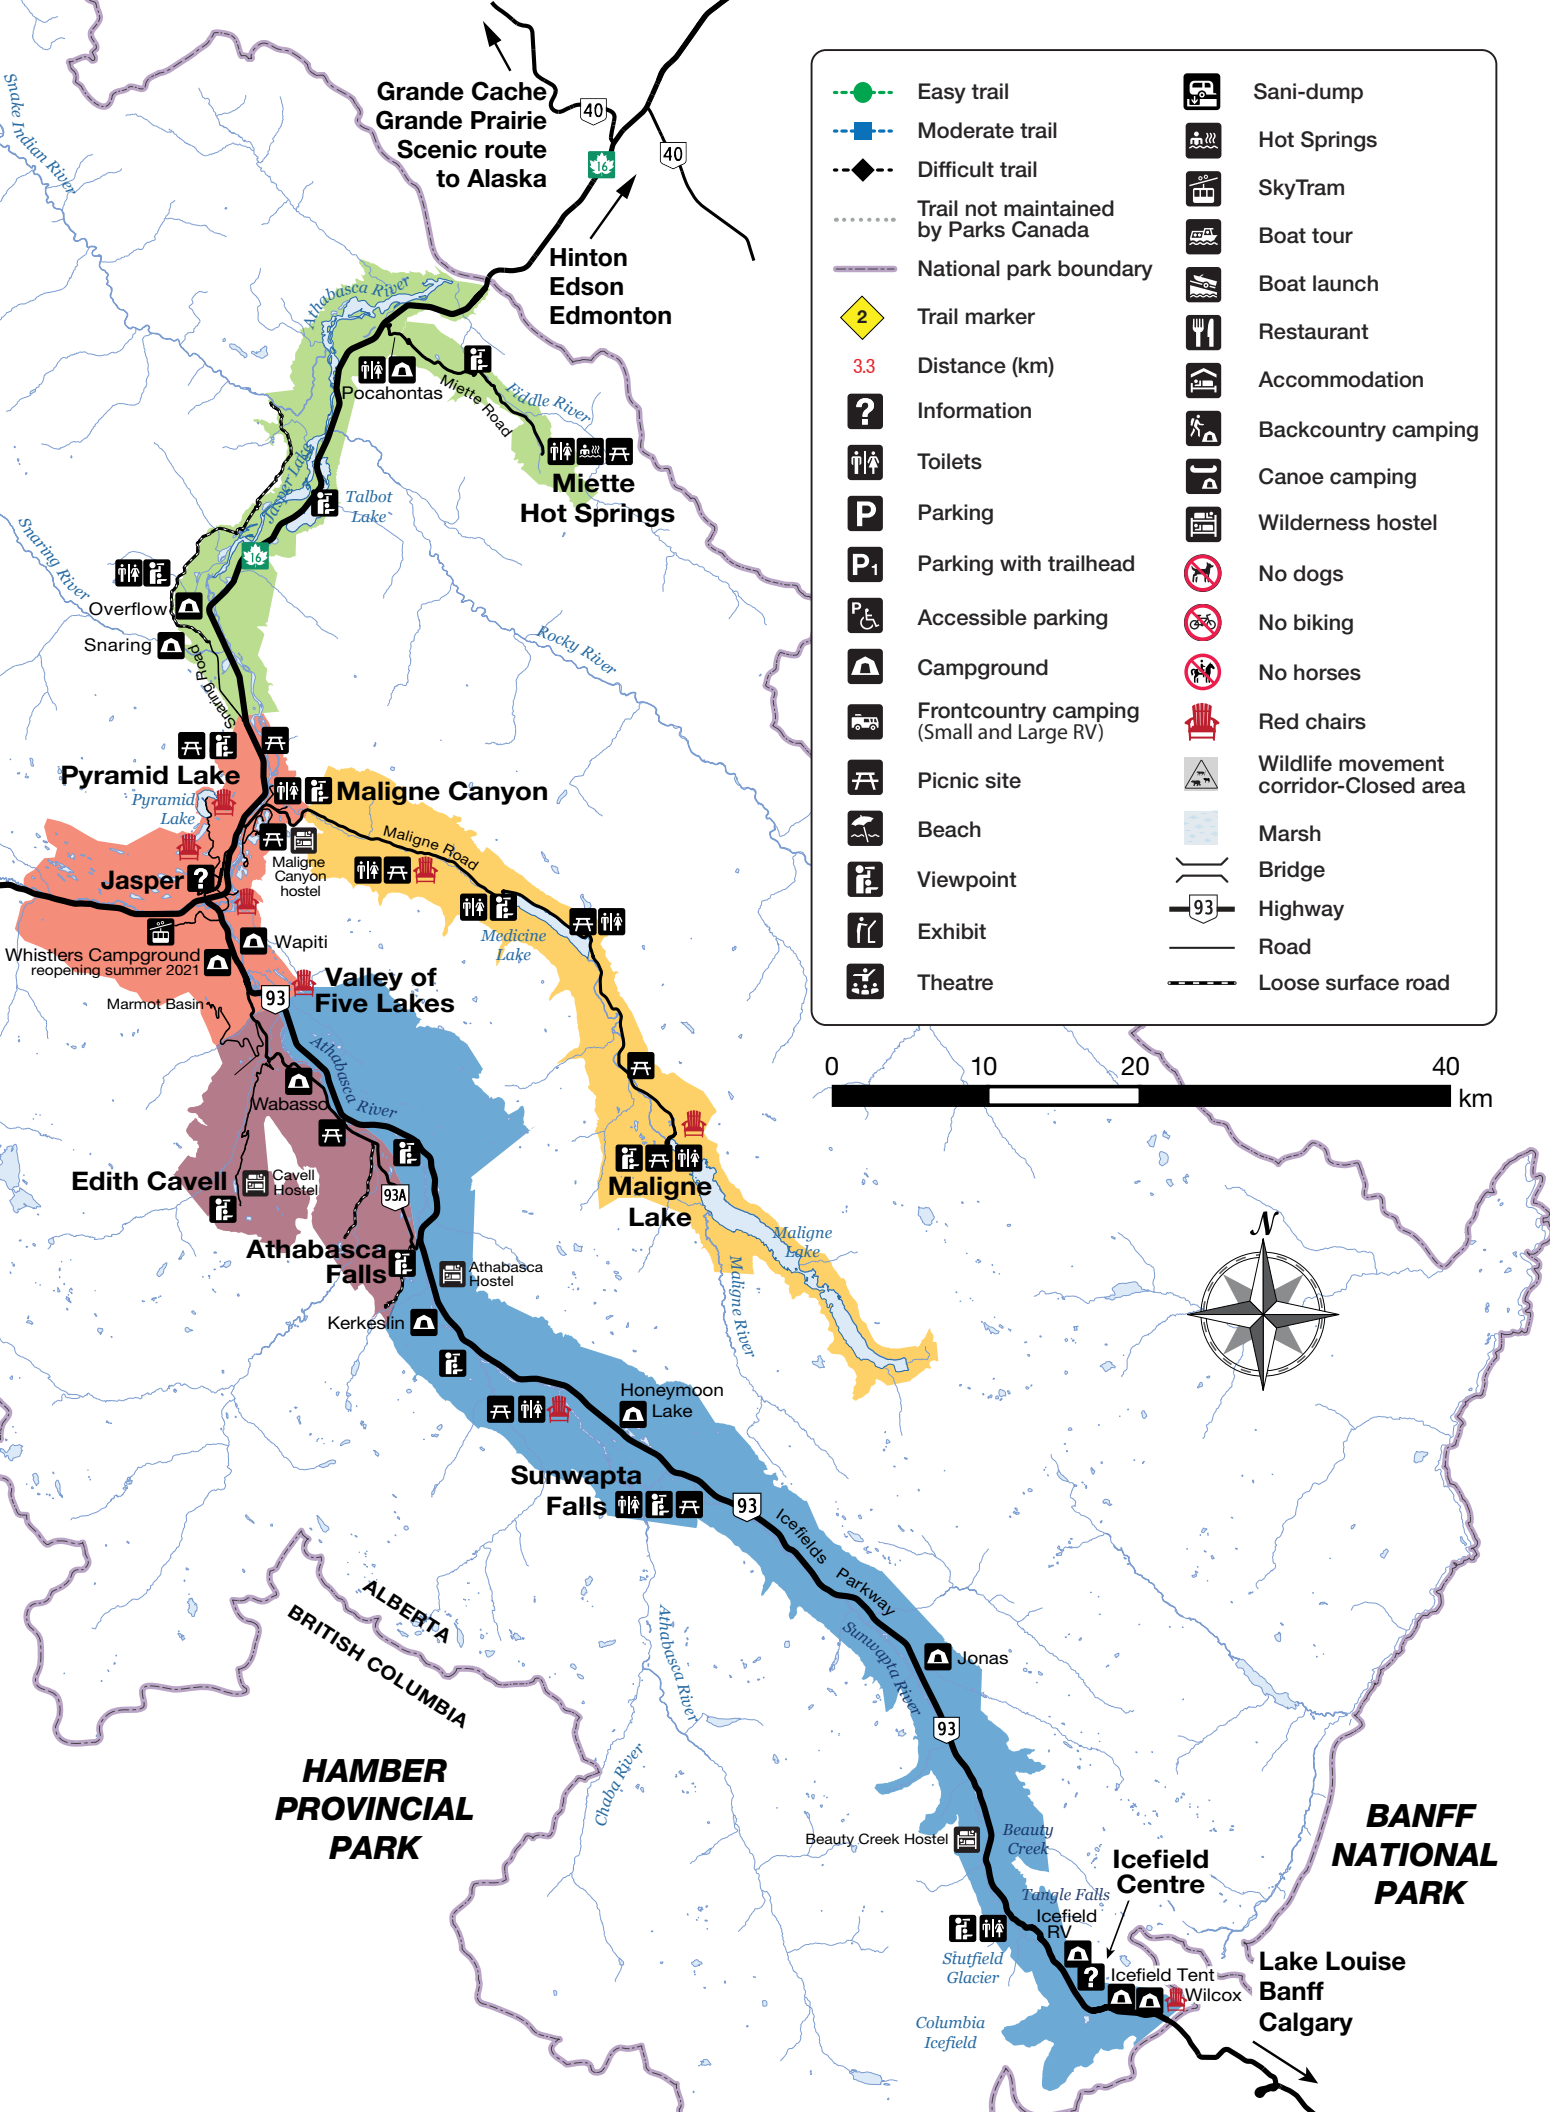 Grande Cache
Grande Prairie
Scenic route
to Alaska
40
40
16
Hinton
Edson
Edmonton
Snake Indian River
Athabasca River
Pocahontas
Miette Road
Fiddle River
Miette
Hot Springs
Jasper Lake
Talbot
Lake
16
Snaring River
Overflow
Snaring
Snaring Road
Rocky River
Pyramid Lake
Pyramid
Lake
Maligne Canyon
Maligne Road
Maligne
Canyon
hostel
Jasper
?
Medicine
Lake
Whistlers Campground
reopening summer 2021
Wapiti
Marmot Basin
93
Valley of
Five Lakes
Athabasca River
Wabasso
Edith Cavell
Cavell
Hostel
93A
Athabasca
Falls
Athabasca
Hostel
Kerkeslin
Maligne
Lake
Maligne
Lake
Maligne River
Honeymoon
Lake
Sunwapta
Falls
93
Icefields Parkway
Sunwapta River
Athabasca River
Chaba River
ALBERTA
BRITISH COLUMBIA
HAMBER
PROVINCIAL
PARK
Jonas
93
Beauty Creek Hostel
Beauty
Creek
Tangle Falls
Icefield
RV
Icefield
Centre
?
Icefield Tent
Wilcox
Stutfield
Glacier
Columbia
Icefield
BANFF
NATIONAL
PARK
Lake Louise
Banff
Calgary
Easy trail
Moderate trail
Difficult trail
Trail not maintained
by Parks Canada
National park boundary
2
Trail marker
3.3
Distance (km)
?
Information
Toilets
P
Parking
P1
Parking with trailhead
P
Accessible parking
Campground
Frontcountry camping
(Small and Large RV)
Picnic site
Beach
Viewpoint
Exhibit
Theatre
Sani-dump
Hot Springs
SkyTram
Boat tour
Boat launch
Restaurant
Accommodation
Backcountry camping
Canoe camping
Wilderness hostel
No dogs
No biking
No horses
Red chairs
Wildlife movement
corridor-Closed area
Marsh
Bridge
93
Highway
Road
Loose surface road
0 10 20 40
km
N